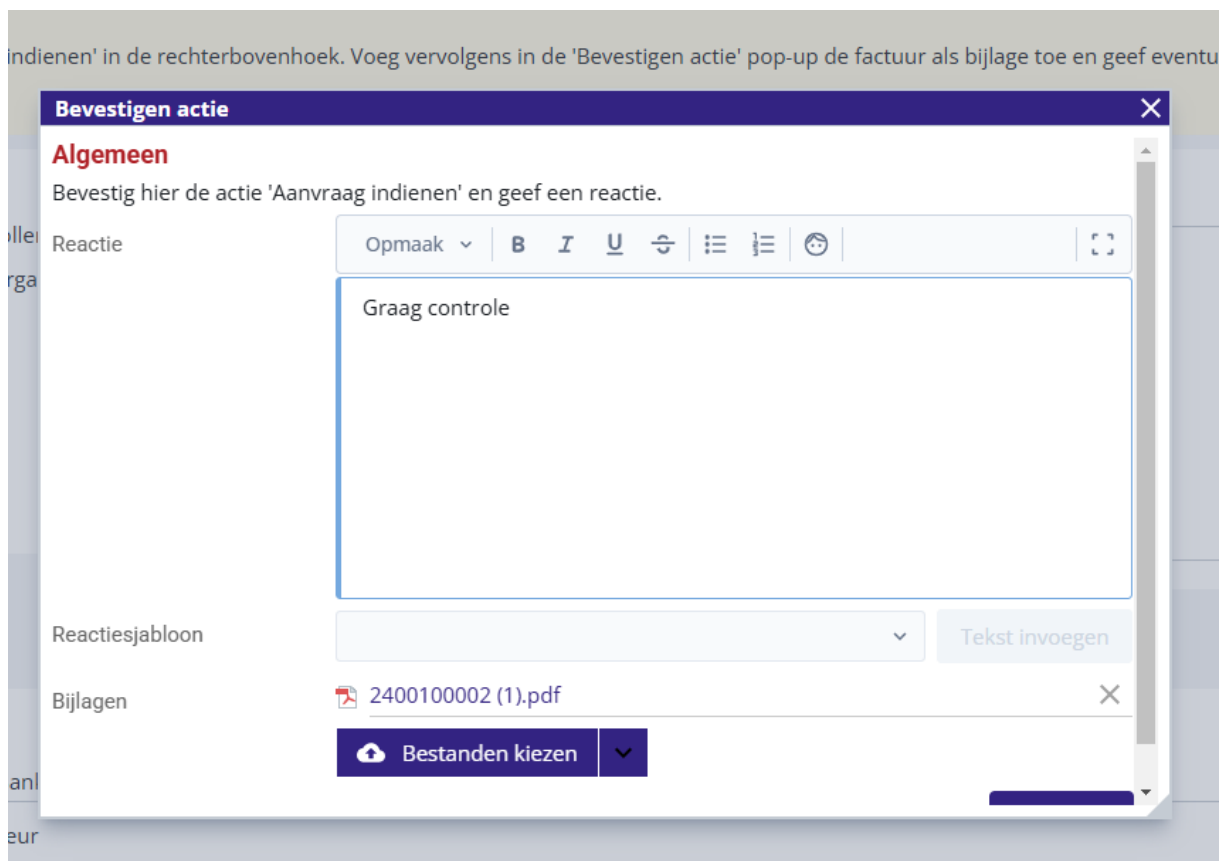 indienen' in de rechterbovenhoek. Voeg vervolgens in de 'Bevestigen actie' pop-up de factuur als bijlage toe en geef
Bevestigen actie
Algemeen
Bevestig hier de actie 'Aanvraag indienen' en geef een reactie.
Reactie
Opmaak
B I U S
Graag controle
Reactiesjabloon
Tekst invoegen
Bijlagen
2400100002 (1).pdf
Bestanden kiezen